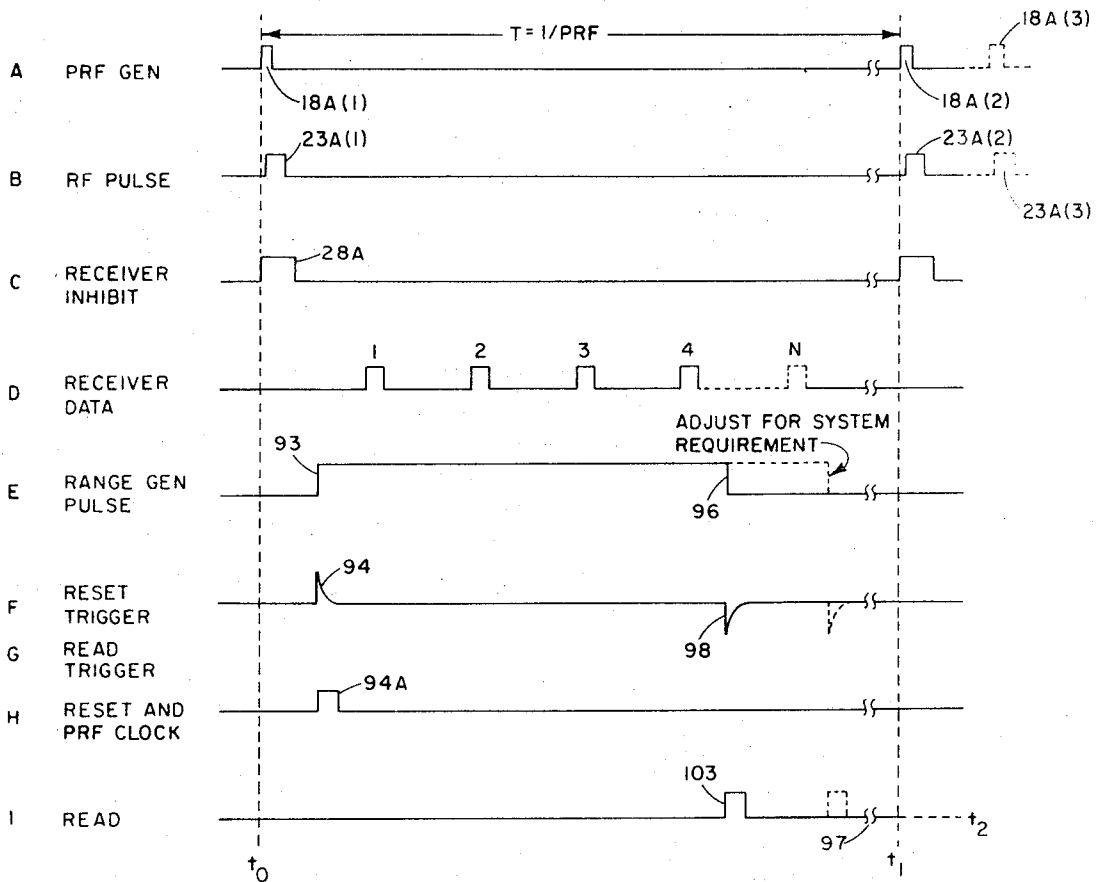 T=1/PRF
18A(3)
A PRF GEN
18A(1)
18A(2)
23A(1)
23A(2)
B RF PULSE
23A(3)
28A
C RECEIVER
INHIBIT
1 2 3 4 N
D RECEIVER
DATA
ADJUST FOR SYSTEM
REQUIREMENT
93
E RANGE GEN
PULSE
96
94
F RESET
TRIGGER
98
G READ
TRIGGER
94A
H RESET AND
PRF CLOCK
103
I READ
97
t2
t0
t1